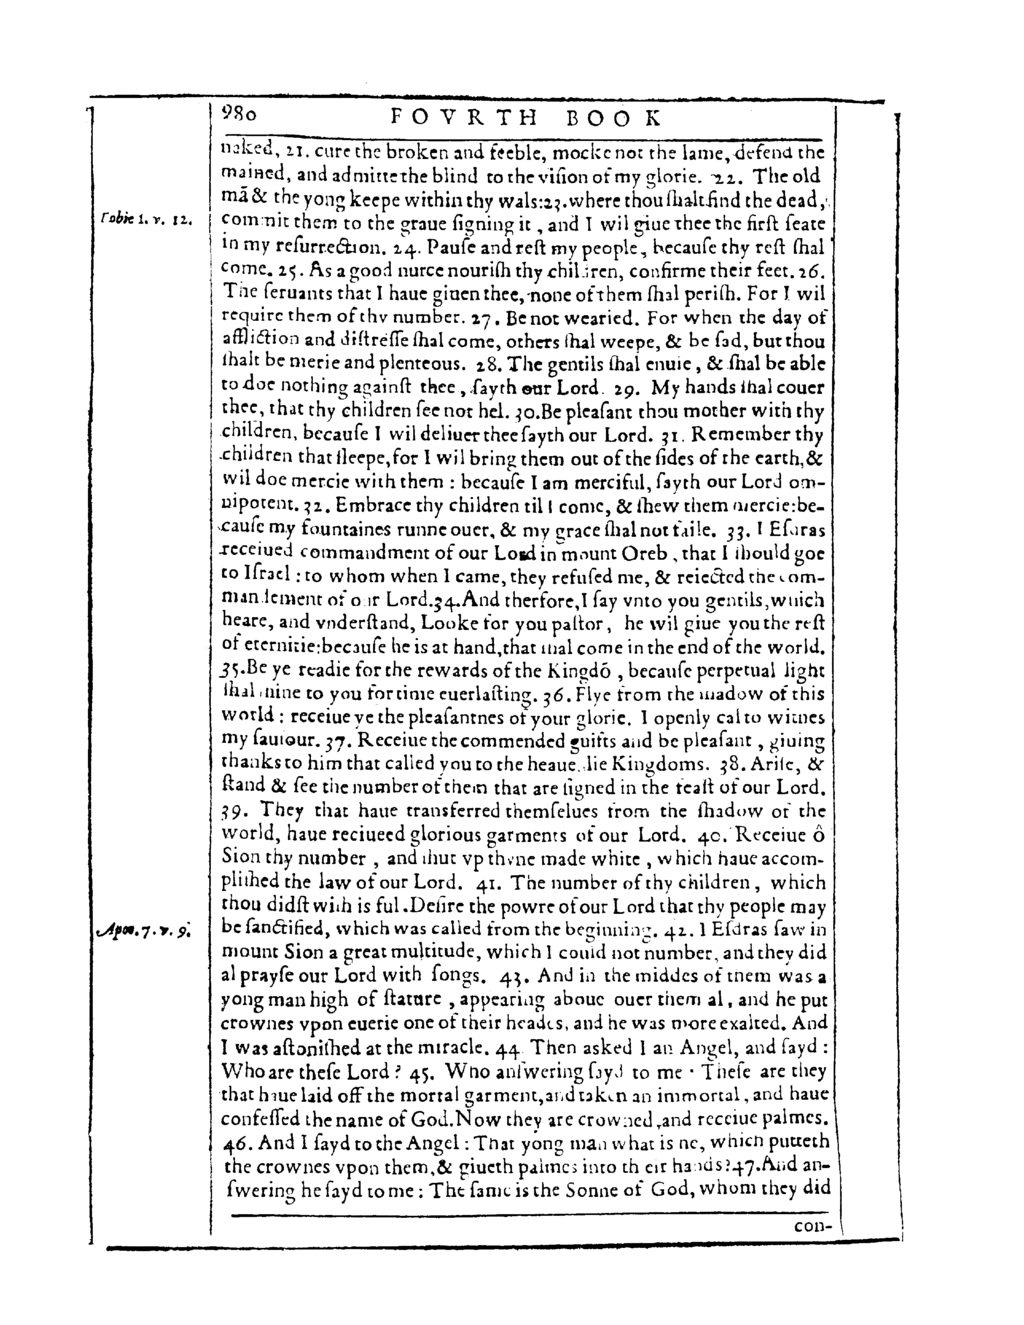 980 FOVRTH BOOK
naked, 21. cure the broken and feeble, mocke not the lame, defend the
maimed, and admitte the blind to the vision of my glorie. 22. The old
mā & the yong keepe within thy wals: 23. where thou shalt find the dead,
Tobie 1. v. 12.
commit them to the graue signing it, and I wil giue thee the first seate
in my resurrection. 24. Pause and rest my people, because thy rest shal
come. 25. As a good nurce nourish thy children, confirme their feet. 26.
The seruants that I haue giuen thee, none of them shal perish. For I wil
require them of thy number. 27. Be not wearied. For when the day of
affliction and distresse shal come, others shal weepe, & be sad, but thou
shalt be merie and plenteous. 28. The gentils shal enuie, & shal be able
to doe nothing against thee, sayth our Lord. 29. My hands shal couer
thee, that thy children see not hel. 30. Be pleasant thou mother with thy
children, because I wil deliuer thee sayth our Lord. 31. Remember thy
children that sleepe, for I wil bring them out of the sides of the earth, &
wil doe mercie with them : because I am merciful, sayth our Lord om-
nipotent. 32. Embrace thy children til I come, & shew them mercie: be-
cause my fountaines runne ouer, & my grace shal not faile. 33. I Esdras
receiued commandment of our Lord in mount Oreb, that I should goe
to Israel : to whom when I came, they refused me, & reiected the com-
mandement of our Lord. 34. And therfore, I say vnto you gentils, which
heare, and vnderstand, Looke for you pastor, he wil giue you the rest
of eternitie: because he is at hand, that shal come in the end of the world.
35. Be ye readie for the rewards of the Kingdō, because perpetual light
shal shine to you for time euerlasting. 36. Flye from the shadow of this
world : receiue ye the pleasantnes of your glorie. I openly cal to witnes
my sauiour. 37. Receiue the commended guifts and be pleasant, giuing
thanks to him that called you to the heauenlie Kingdoms. 38. Arise, &
stand & see the number of them that are signed in the feast of our Lord.
39. They that haue transferred themselues from the shadow of the
world, haue reciueed glorious garments of our Lord. 40. Receiue ô
Sion thy number, and shut vp thyne made white, which haue accom-
plished the law of our Lord. 41. The number of thy children, which
thou didst wish is ful. Desire the powre of our Lord that thy people may
Apoc. 7. v. 9.
be sanctified, which was called from the beginning. 42. I Esdras saw in
mount Sion a great multitude, which I could not number, and they did
al prayse our Lord with songs. 43. And in the middes of them was a
yong man high of stature, appearing aboue ouer them al, and he put
crownes vpon euerie one of their heades, and he was more exalted. And
I was astonished at the miracle. 44. Then asked I an Angel, and sayd :
Who are these Lord ? 45. Who answering sayd to me · These are they
that haue laid off the mortal garment, and taken an immortal, and haue
confessed the name of God. Now they are crowned, and receiue palmes.
46. And I sayd to the Angel : That yong man what is he, which putteth
the crownes vpon them, & giueth palmes into their hands? 47. And an-
swering he sayd to me : The same is the Sonne of God, whom they did
con-